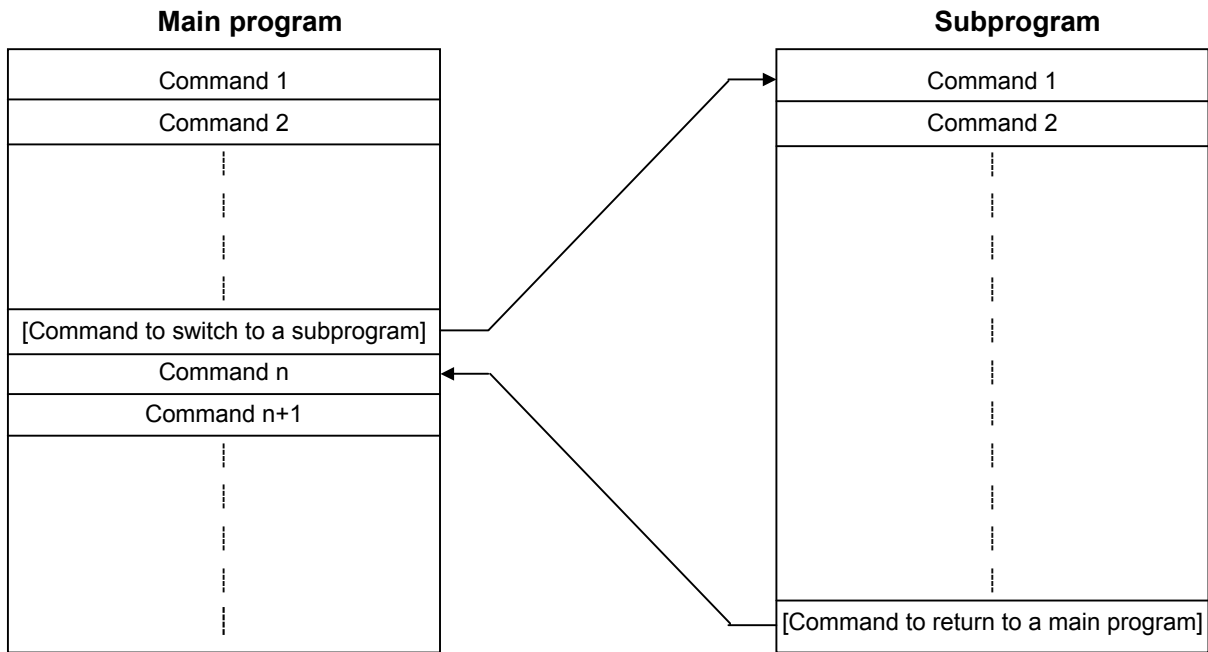 Main program
Command 1
Command 2
[Command to switch to a subprogram]
Command n
Command n+1
Subprogram
Command 1
Command 2
[Command to return to a main program]